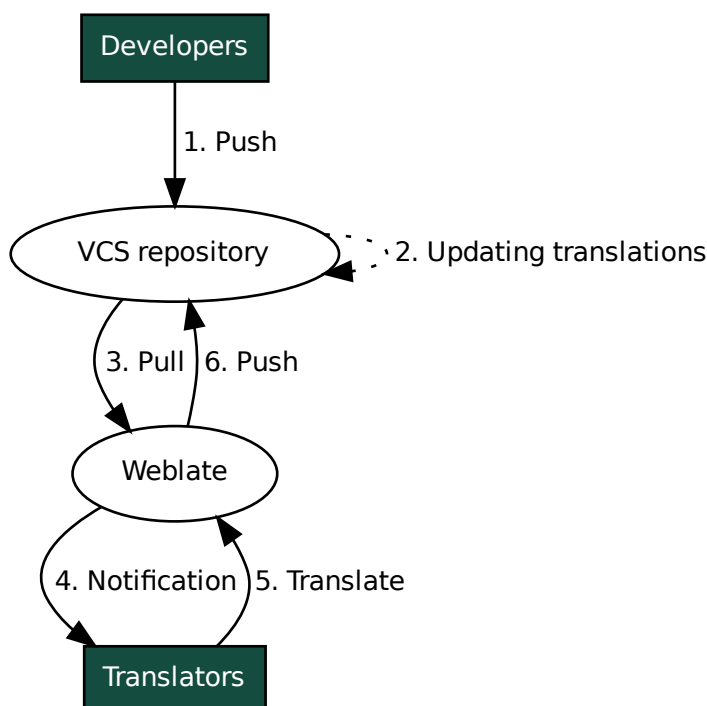 Developers
1. Push
VCS repository
2. Updating translations
3. Pull
6. Push
Weblate
4. Notification
5. Translate
Translators